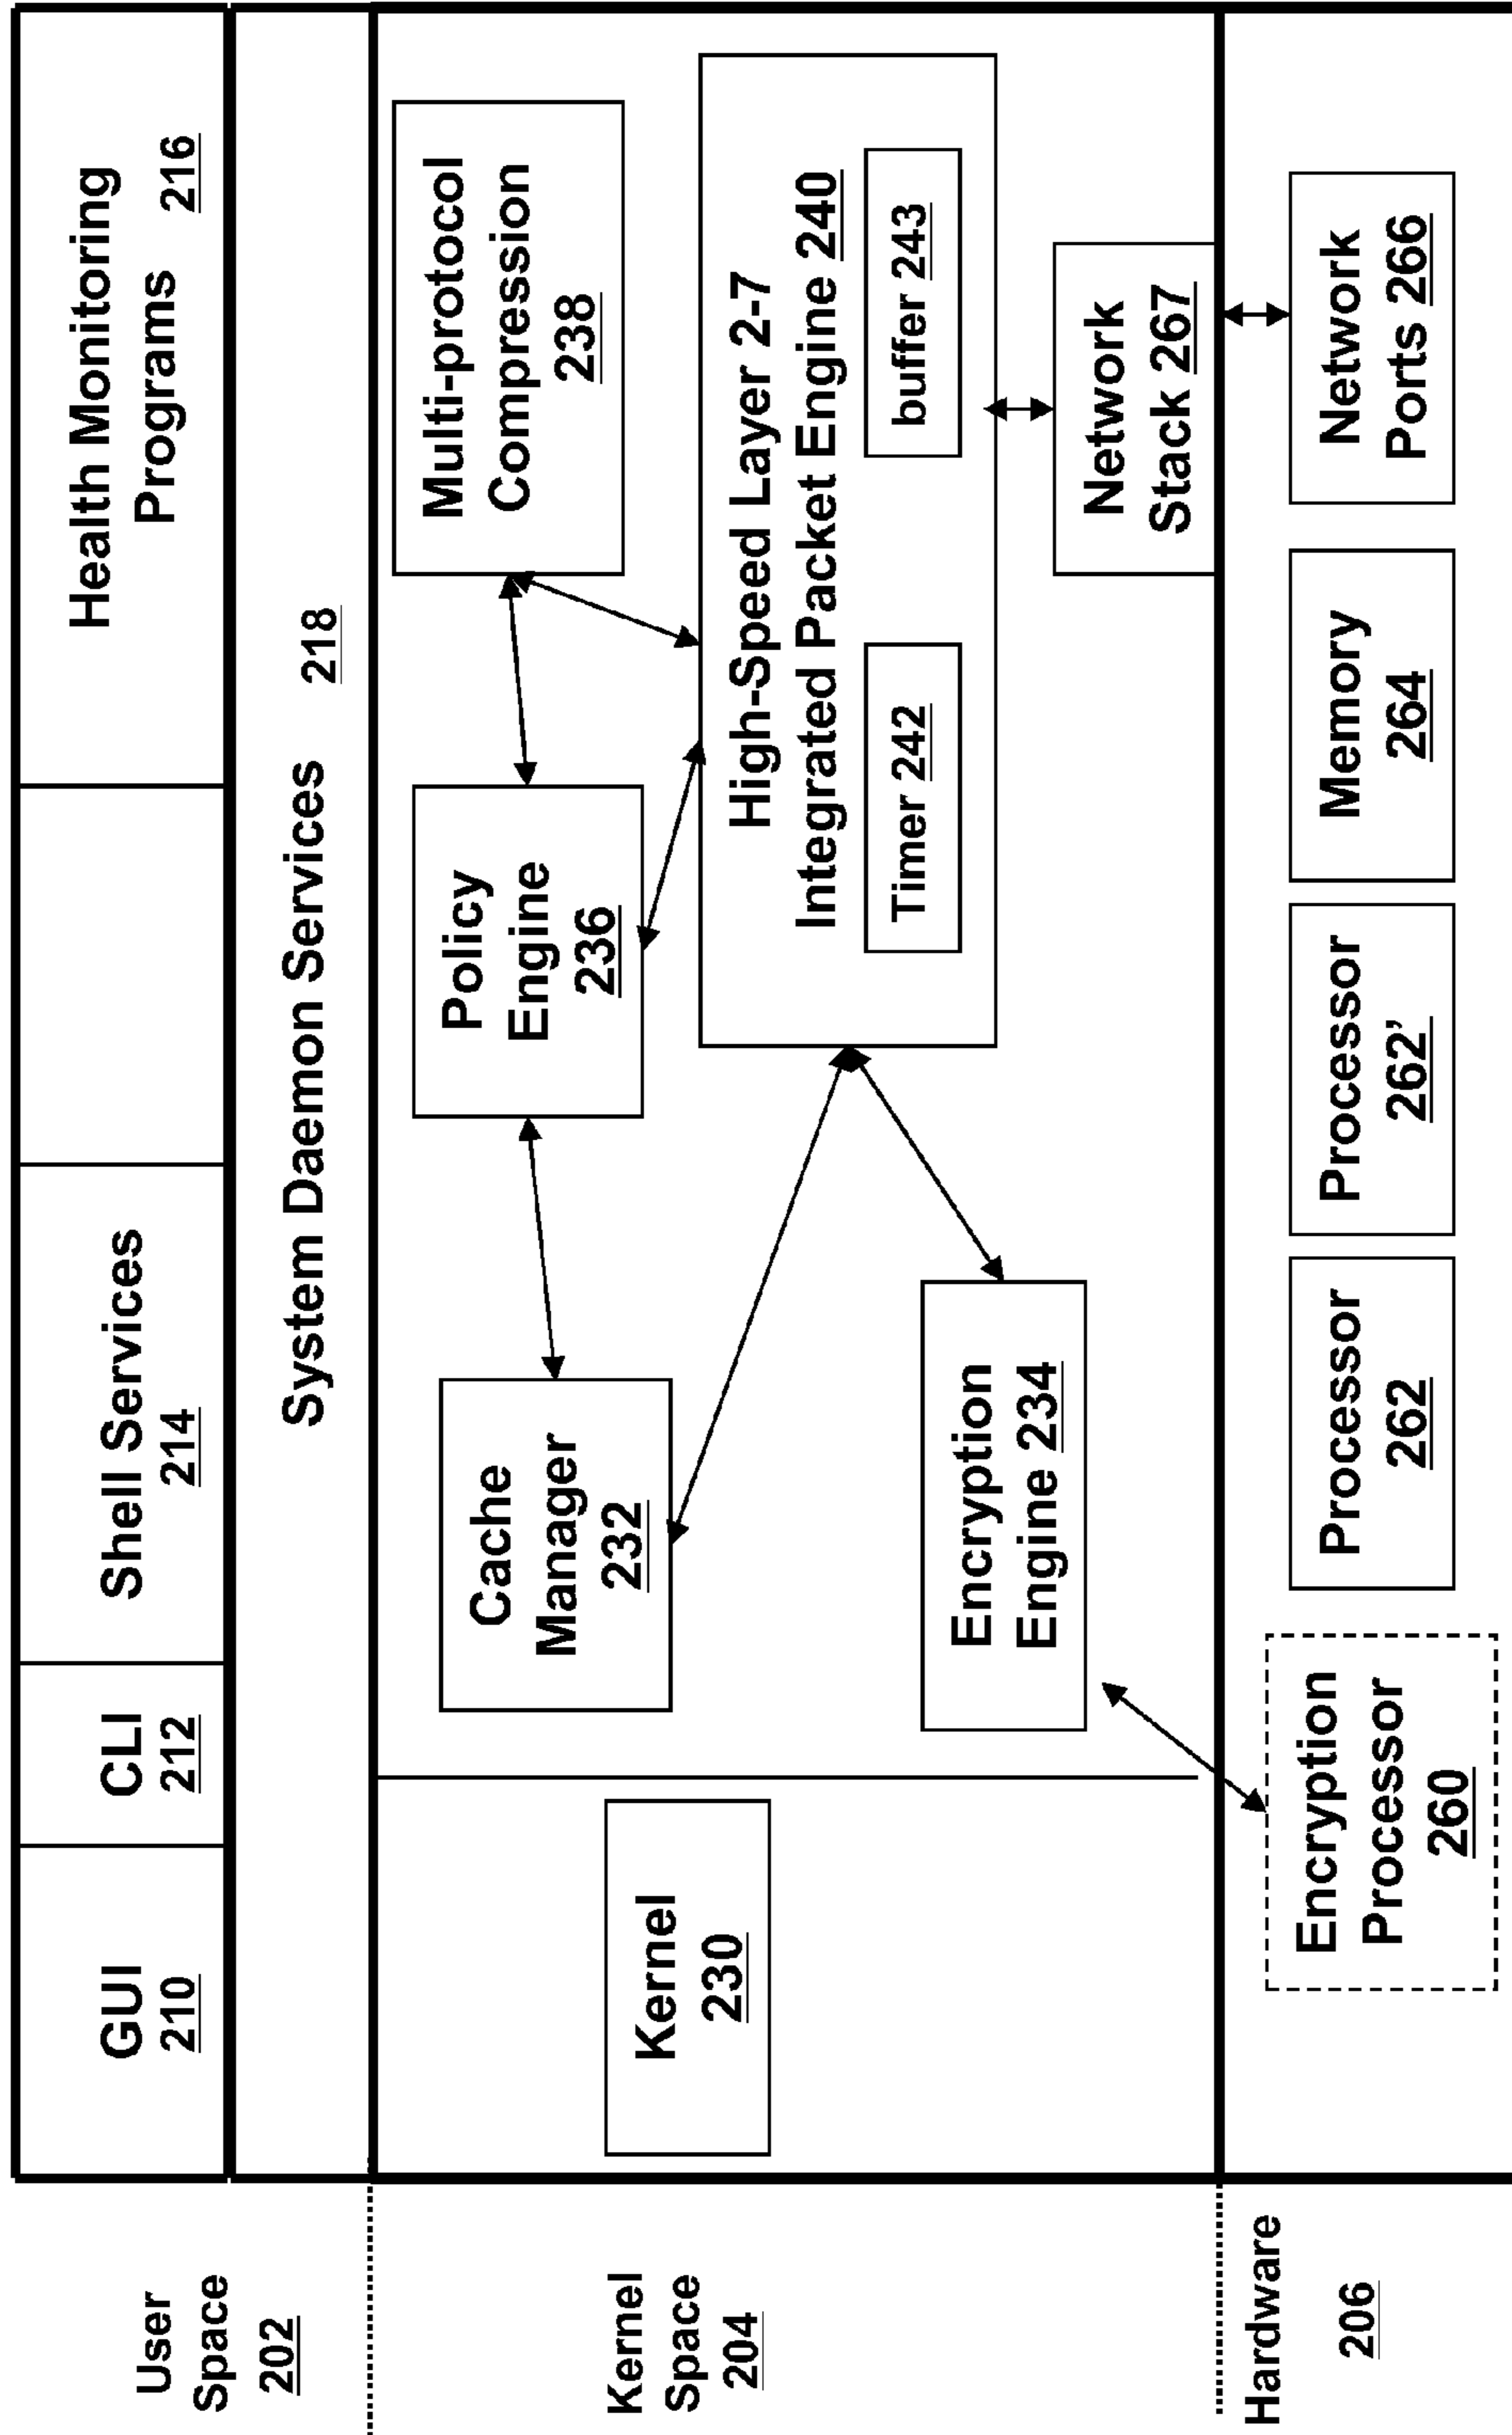 User
Space
202
GUI
210
CLI
212
Shell Services
214
Health Monitoring
Programs 216
System Daemon Services 218
Kernel
Space
204
Kernel
230
Cache
Manager
232
Policy
Engine
236
Multi-protocol
Compression
238
High-Speed Layer 2-7
Integrated Packet Engine 240
Timer 242
buffer 243
Encryption
Engine 234
Network
Stack 267
Hardware
206
Encryption
Processor
260
Processor
262
Processor
262’
Memory
264
Network
Ports 266